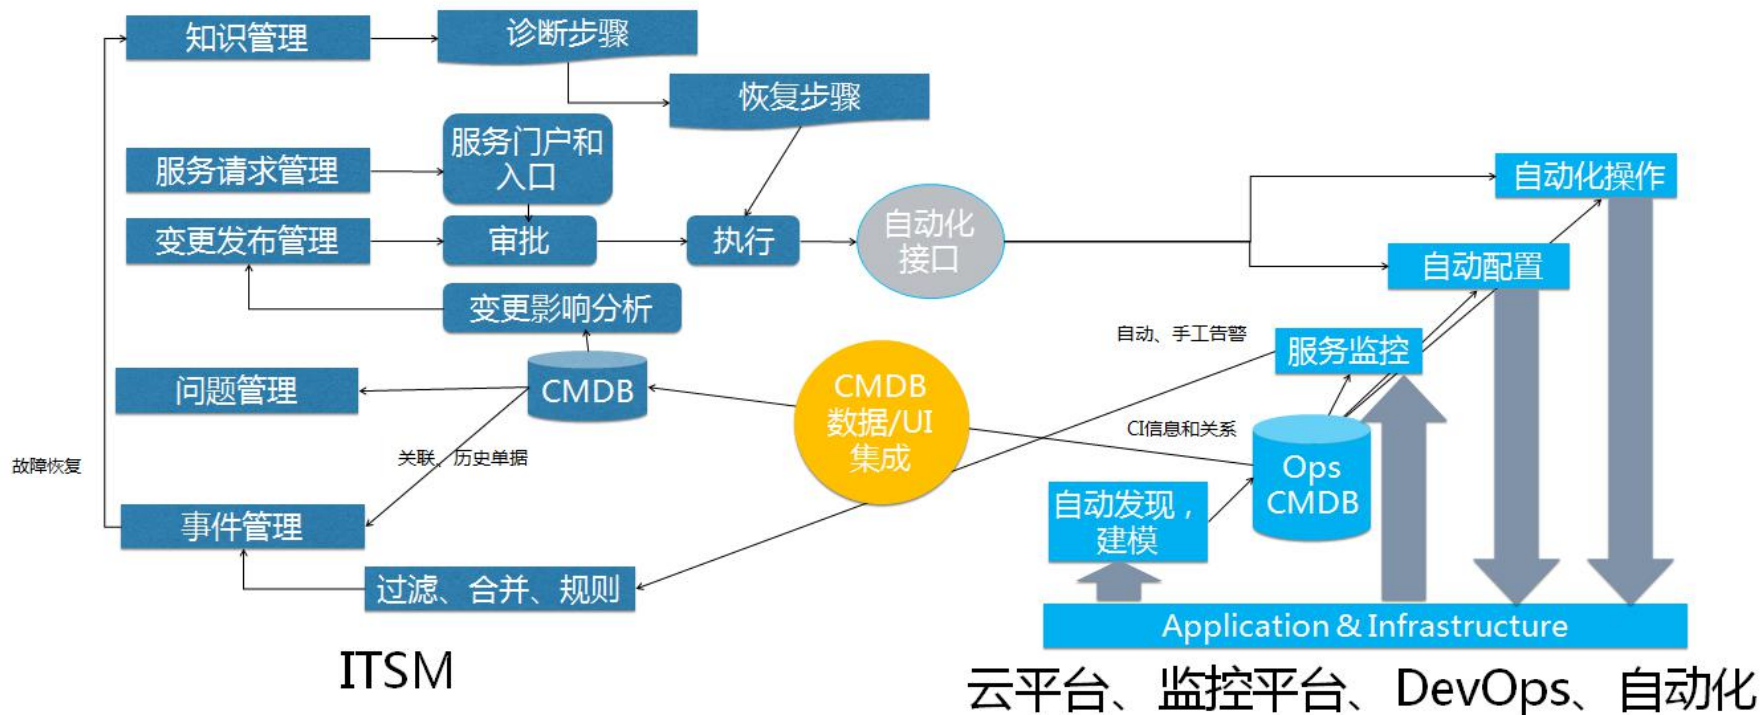 知识管理
诊断步骤
恢复步骤
服务请求管理
服务门户和
入口
变更发布管理
审批
执行
自动化
接口
自动化操作
自动配置
变更影响分析
自动、手工告警
服务监控
问题管理
CMDB
CMDB
数据/UI
集成
CI信息和关系
Ops
CMDB
关联、历史单据
故障恢复
事件管理
自动发现，
建模
过滤、合并、规则
Application & Infrastructure
ITSM
云平台、监控平台、DevOps、自动化